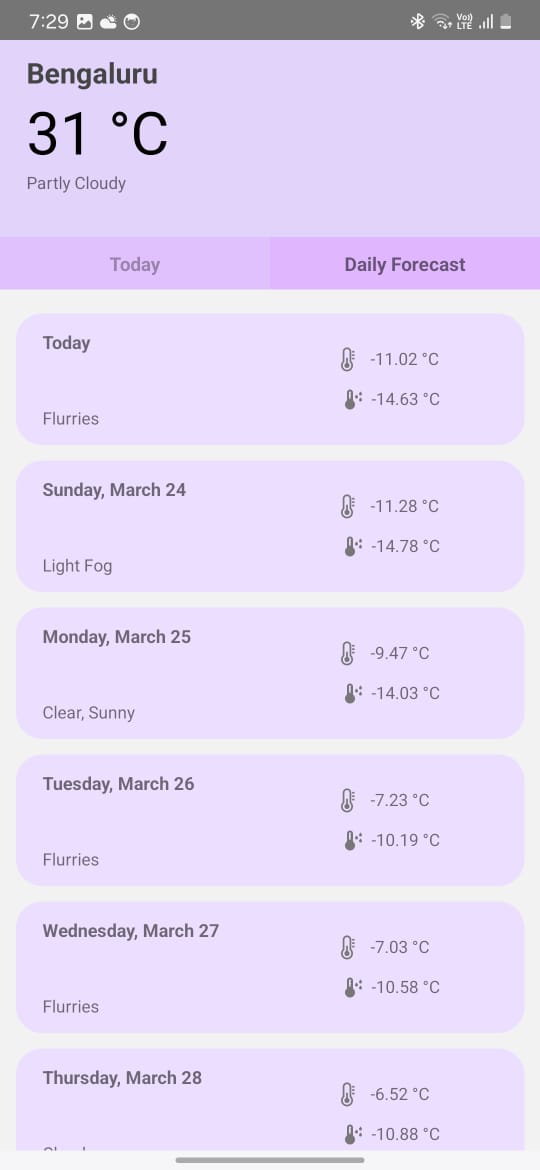 7:29
Vo)) LTE
Bengaluru
31 °C
Partly Cloudy
Today
Daily Forecast
Today
-11.02 °C
-14.63 °C
Flurries
Sunday, March 24
-11.28 °C
-14.78 °C
Light Fog
Monday, March 25
-9.47 °C
-14.03 °C
Clear, Sunny
Tuesday, March 26
-7.23 °C
-10.19 °C
Flurries
Wednesday, March 27
-7.03 °C
-10.58 °C
Flurries
Thursday, March 28
-6.52 °C
-10.88 °C